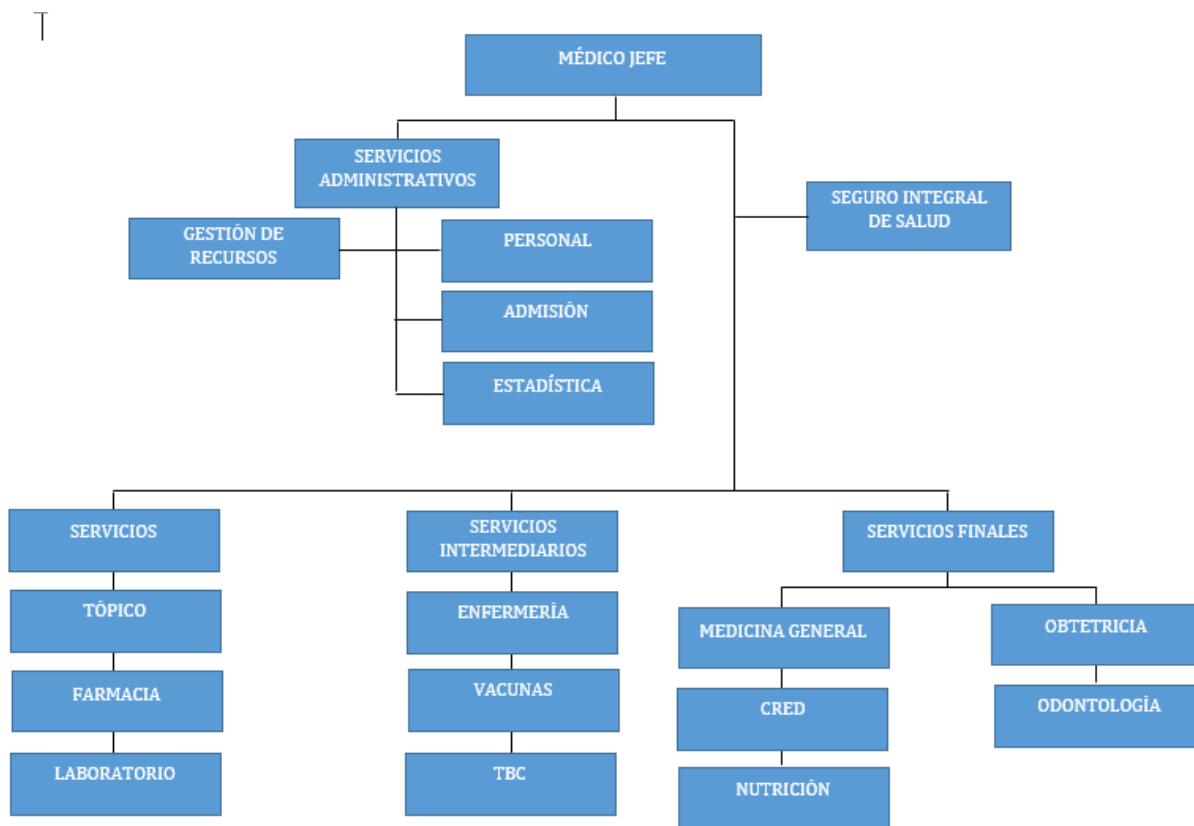 MÉDICO JEFE
SERVICIOS
ADMINISTRATIVOS
SEGURO INTEGRAL
DE SALUD
GESTIÓN DE
RECURSOS
PERSONAL
ADMISIÓN
ESTADÍSTICA
SERVICIOS
SERVICIOS
INTERMEDIARIOS
SERVICIOS FINALES
TÓPICO
ENFERMERÍA
MEDICINA GENERAL
OBTETRICIA
FARMACIA
VACUNAS
CRED
ODONTOLOGÍA
LABORATORIO
TBC
NUTRICIÓN